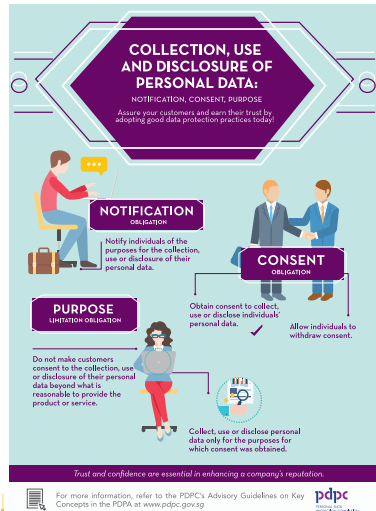 COLLECTION, USE
AND DISCLOSURE OF
PERSONAL DATA:
NOTIFICATION, CONSENT, PURPOSE
Assure your customers and earn their trust by
adopting good data protection practices today!
NOTIFICATION
OBLIGATION
Notify individuals of the
purposes for the collection,
use or disclosure of their
personal data.
CONSENT
OBLIGATION
Obtain consent to collect,
use or disclose individuals'
personal data.
Allow individuals to
withdraw consent.
PURPOSE
LIMITATION OBLIGATION
Do not make customers
consent to the collection, use
or disclosure of their personal
data beyond what is
reasonable to provide the
product or service.
Collect, use or disclose personal
data only for the purposes for
which consent was obtained.
Trust and confidence are essential in enhancing a company's reputation.
For more information, refer to the PDPC's Advisory Guidelines on Key
Concepts in the PDPA at www.pdpc.gov.sg
pdpc
PERSONAL DATA